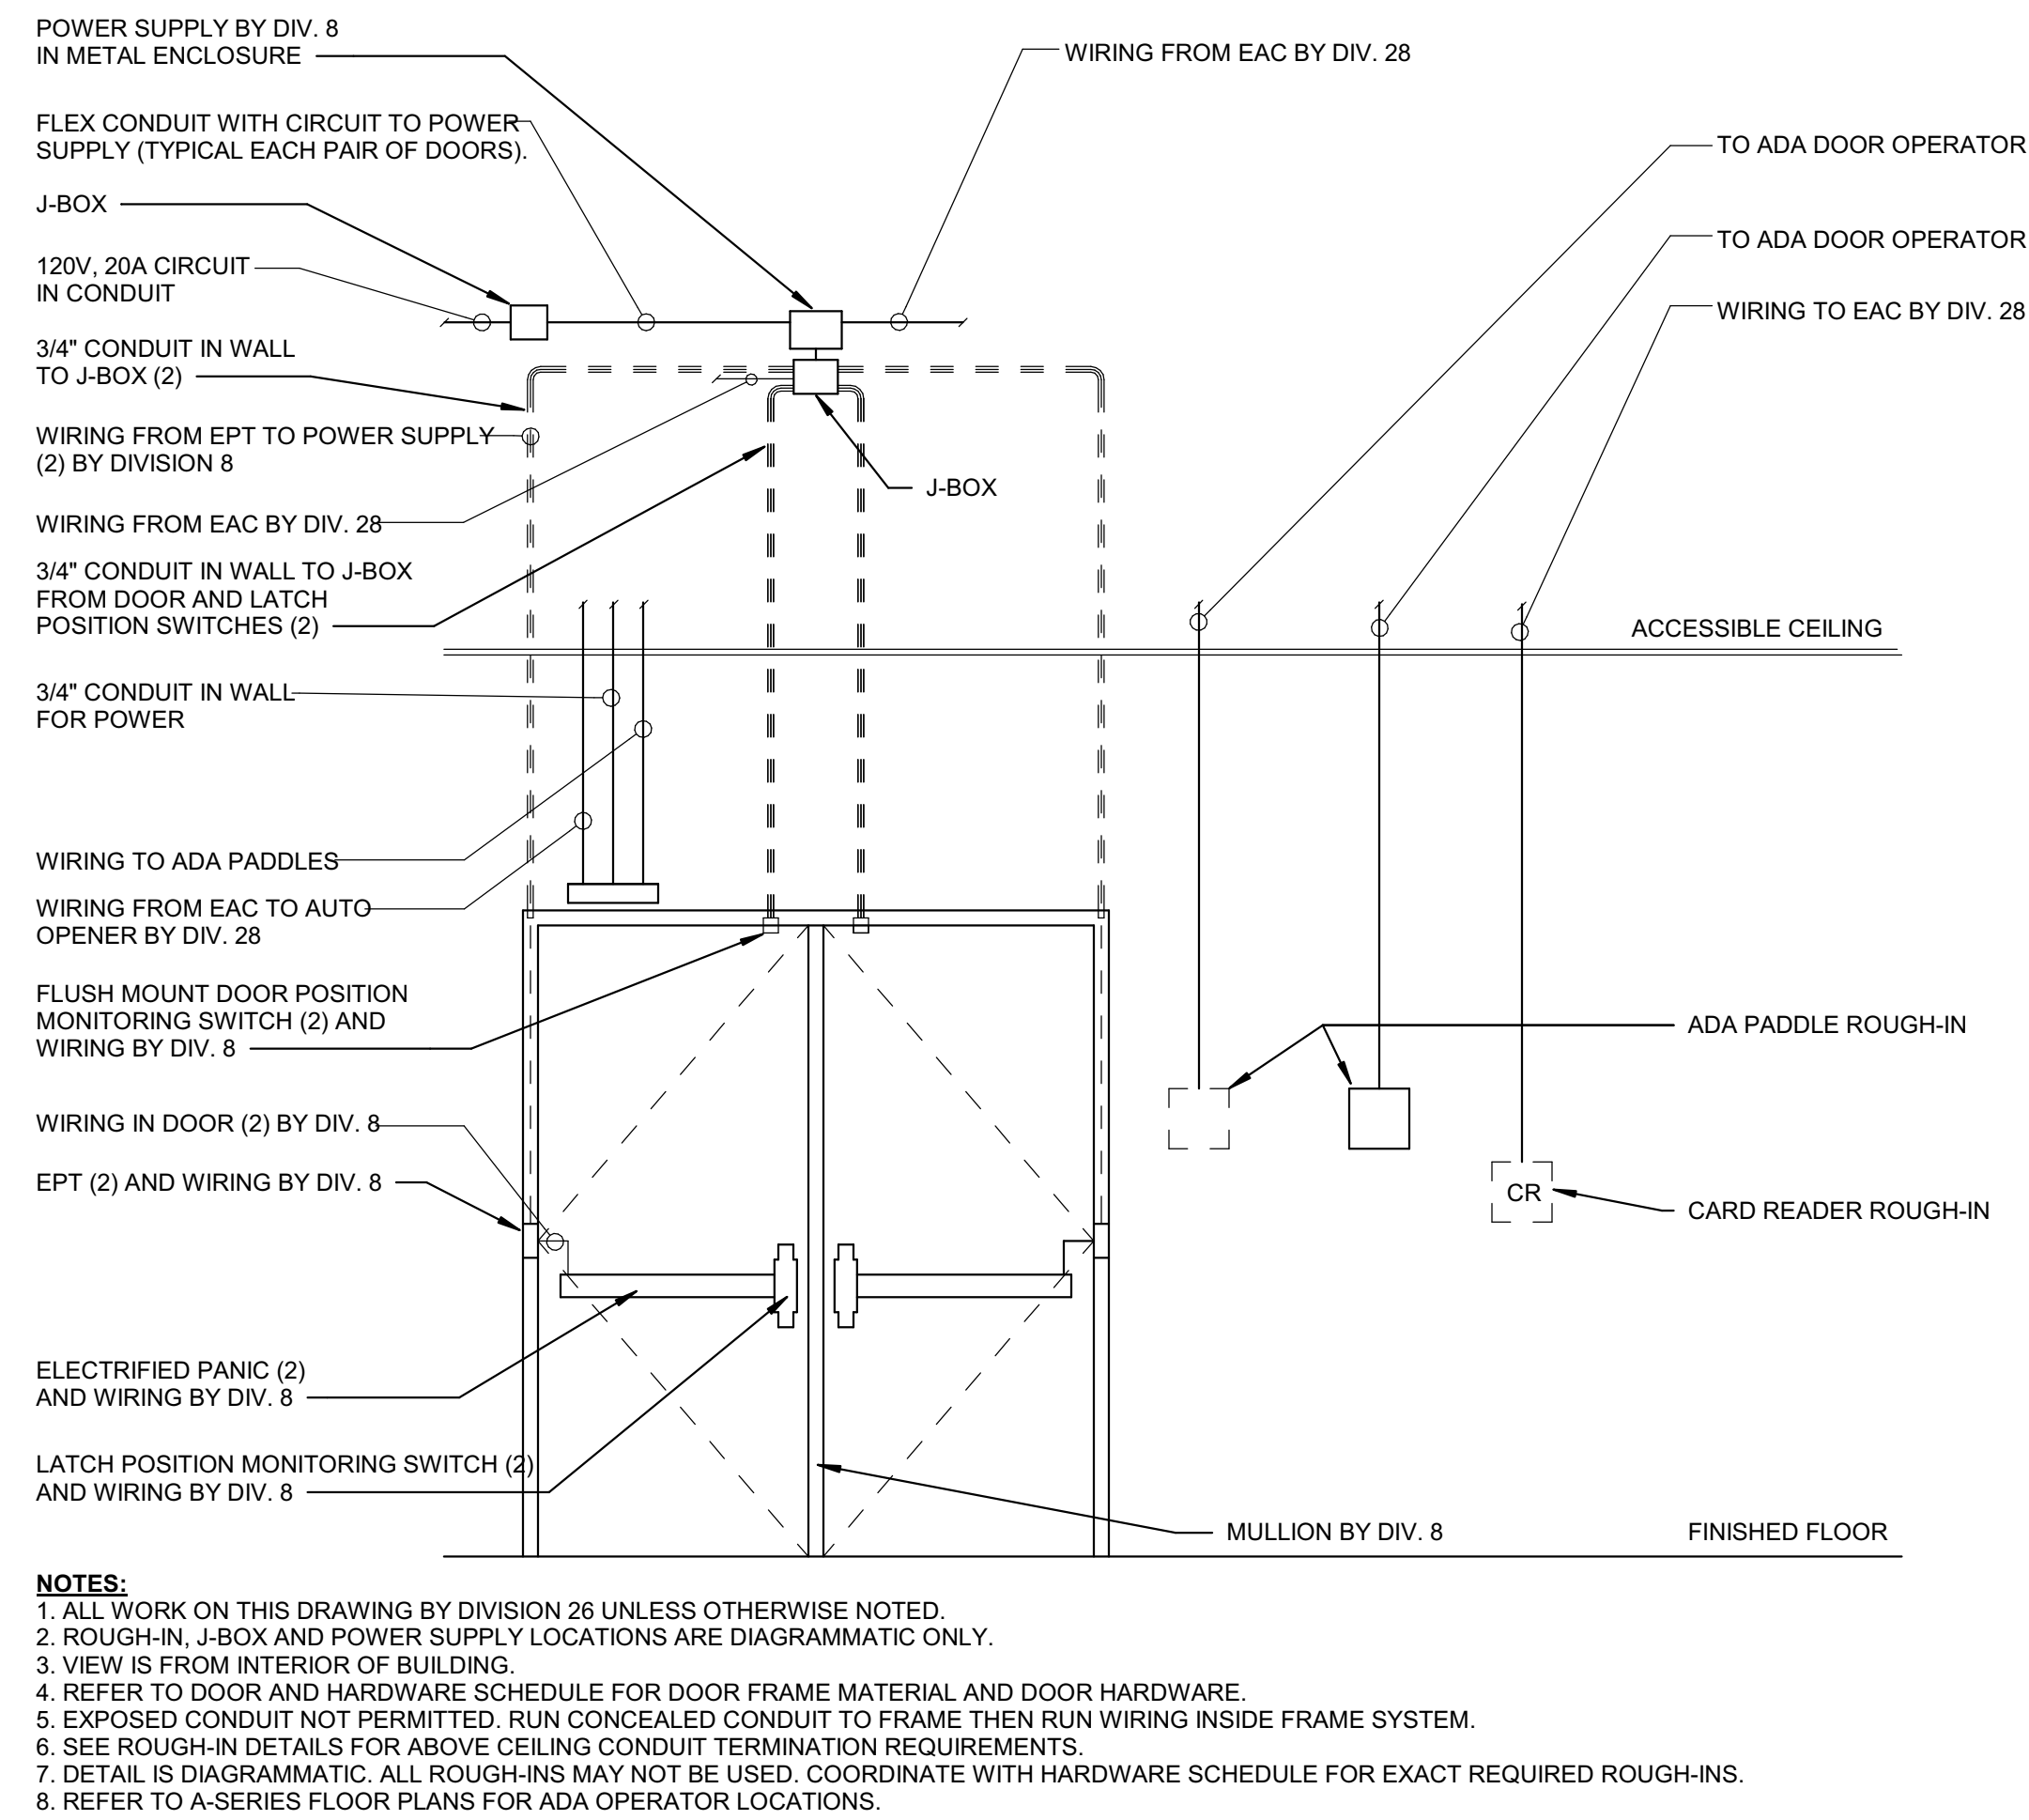 POWER SUPPLY BY DIV. 8
IN METAL ENCLOSURE
WIRING FROM EAC BY DIV. 28
FLEX CONDUIT WITH CIRCUIT TO POWER
SUPPLY (TYPICAL EACH PAIR OF DOORS).
TO ADA DOOR OPERATOR
J-BOX
TO ADA DOOR OPERATOR
120V, 20A CIRCUIT
IN CONDUIT
WIRING TO EAC BY DIV. 28
3/4" CONDUIT IN WALL
TO J-BOX (2)
WIRING FROM EPT TO POWER SUPPLY
(2) BY DIVISION 8
J-BOX
WIRING FROM EAC BY DIV. 28
3/4" CONDUIT IN WALL TO J-BOX
FROM DOOR AND LATCH
POSITION SWITCHES (2)
ACCESSIBLE CEILING
3/4" CONDUIT IN WALL
FOR POWER
WIRING TO ADA PADDLES
WIRING FROM EAC TO AUTO
OPENER BY DIV. 28
FLUSH MOUNT DOOR POSITION
MONITORING SWITCH (2) AND
WIRING BY DIV. 8
ADA PADDLE ROUGH-IN
WIRING IN DOOR (2) BY DIV. 8
EPT (2) AND WIRING BY DIV. 8
CR
CARD READER ROUGH-IN
ELECTRIFIED PANIC (2)
AND WIRING BY DIV. 8
LATCH POSITION MONITORING SWITCH (2)
AND WIRING BY DIV. 8
MULLION BY DIV. 8
FINISHED FLOOR
NOTES:
1. ALL WORK ON THIS DRAWING BY DIVISION 26 UNLESS OTHERWISE NOTED.
2. ROUGH-IN, J-BOX AND POWER SUPPLY LOCATIONS ARE DIAGRAMMATIC ONLY.
3. VIEW IS FROM INTERIOR OF BUILDING.
4. REFER TO DOOR AND HARDWARE SCHEDULE FOR DOOR FRAME MATERIAL AND DOOR HARDWARE.
5. EXPOSED CONDUIT NOT PERMITTED. RUN CONCEALED CONDUIT TO FRAME THEN RUN WIRING INSIDE FRAME SYSTEM.
6. SEE ROUGH-IN DETAILS FOR ABOVE CEILING CONDUIT TERMINATION REQUIREMENTS.
7. DETAIL IS DIAGRAMMATIC. ALL ROUGH-INS MAY NOT BE USED. COORDINATE WITH HARDWARE SCHEDULE FOR EXACT REQUIRED ROUGH-INS.
8. REFER TO A-SERIES FLOOR PLANS FOR ADA OPERATOR LOCATIONS.